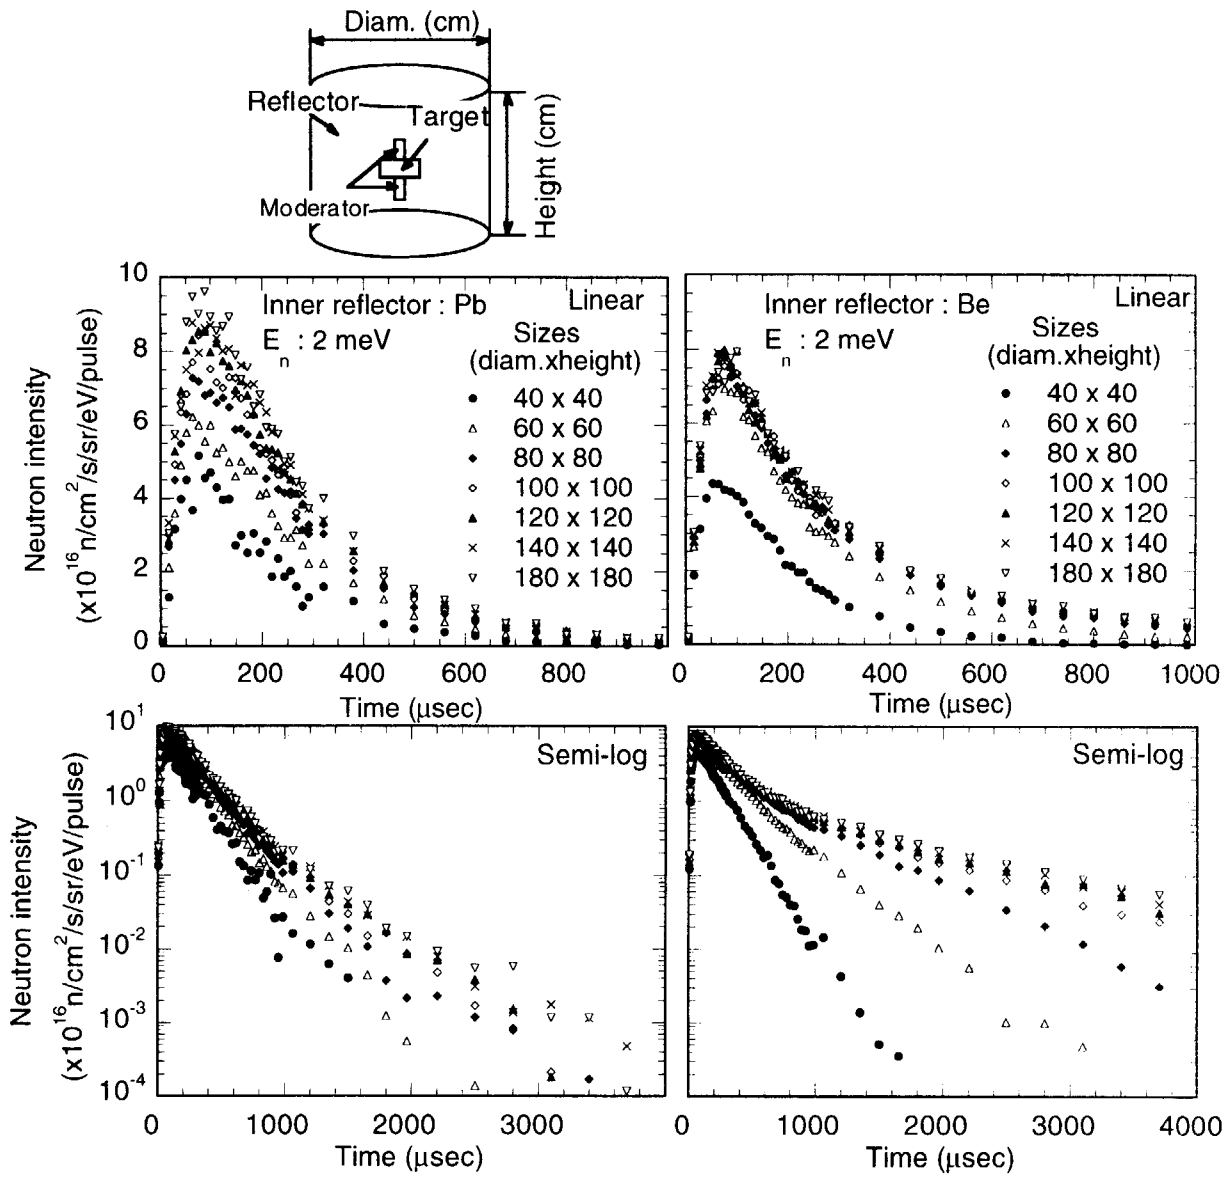 Diam. (cm)
Reflector
Target
Moderator
Height (cm)
Neutron intensity
(x10^16 n/cm^2/s/sr/eV/pulse)
10
8
6
4
2
0
Inner reflector : Pb
Linear
E_n : 2 meV
Sizes
(diam.xheight)
40 x 40
60 x 60
80 x 80
100 x 100
120 x 120
140 x 140
180 x 180
0 200 400 600 800
Time (μsec)
Inner reflector : Be
Linear
E_n : 2 meV
Sizes
(diam.xheight)
40 x 40
60 x 60
80 x 80
100 x 100
120 x 120
140 x 140
180 x 180
0 200 400 600 800 1000
Time (μsec)
Neutron intensity
(x10^16 n/cm^2/s/sr/eV/pulse)
10^1
10^0
10^-1
10^-2
10^-3
10^-4
Semi-log
0 1000 2000 3000
Time (μsec)
Semi-log
0 1000 2000 3000 4000
Time (μsec)